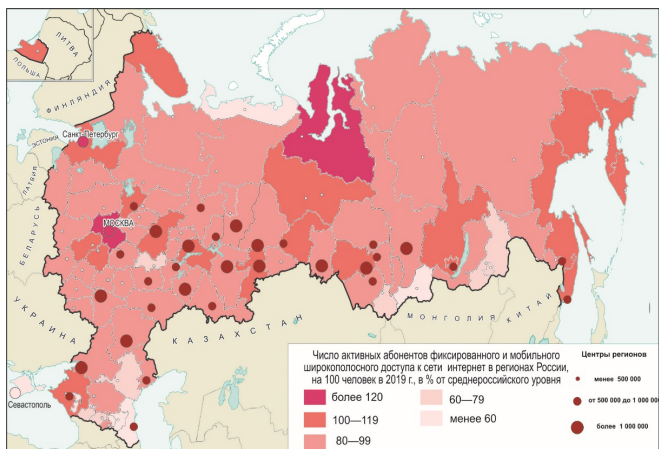 ЛИТВА
ПОЛЬША
ФИНЛЯНДИЯ
Санкт-Петербург
ЭСТОНИЯ
ЛАТВИЯ
БЕЛАРУСЬ
МОСКВА
УКРАИНА
КАЗАХСТАН
МОНГОЛИЯ
КИТАЙ
Севастополь
Число активных абонентов фиксированного и мобильного
широкополосного доступа к сети интернет в регионах России,
на 100 человек в 2019 г., в % от среднероссийского уровня
более 120
100—119
80—99
60—79
менее 60
Центры регионов
менее 500 000
от 500 000 до 1 000 000
более 1 000 000